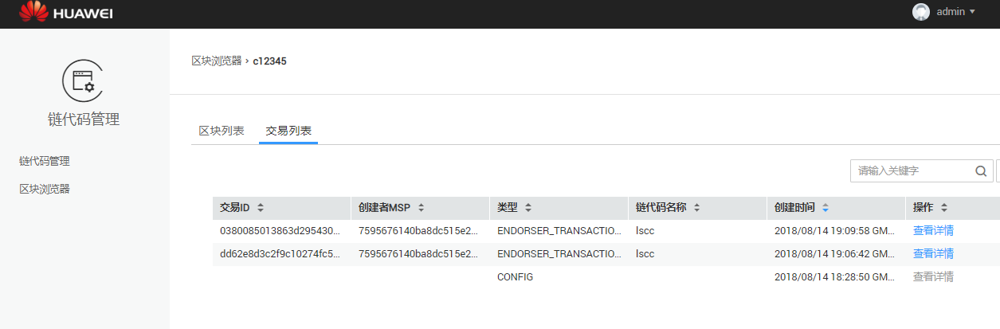 HUAWEI
admin
链代码管理
链代码管理
区块浏览器
区块浏览器 › c12345
区块列表 交易列表
请输入关键字
交易ID 创建者MSP 类型 链代码名称 创建时间 操作
0380085013863d295430... 7595676140ba8dc515e2... ENDORSER_TRANSACTIO... lscc 2018/08/14 19:09:58 GM... 查看详情
dd62e8d3c2f9c10274fc5... 7595676140ba8dc515e2... ENDORSER_TRANSACTIO... lscc 2018/08/14 19:06:42 GM... 查看详情
CONFIG 2018/08/14 18:28:50 GM... 查看详情